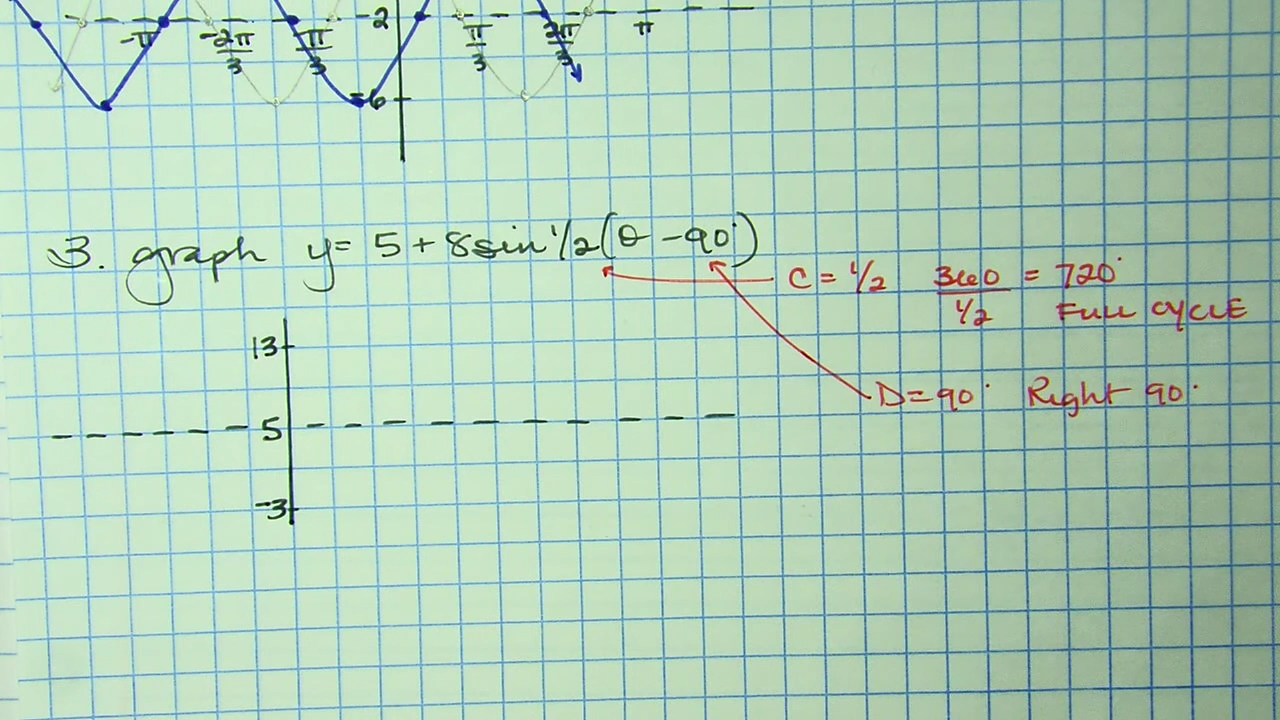 -π -2π/3 -π/3 -2 π/3 2π/3 π
-6
3. graph y= 5 + 8sin 1/2(θ - 90°)
C = 1/2 360/1/2 = 720°
FULL CYCLE
13
D = 90° Right 90°
5
-3